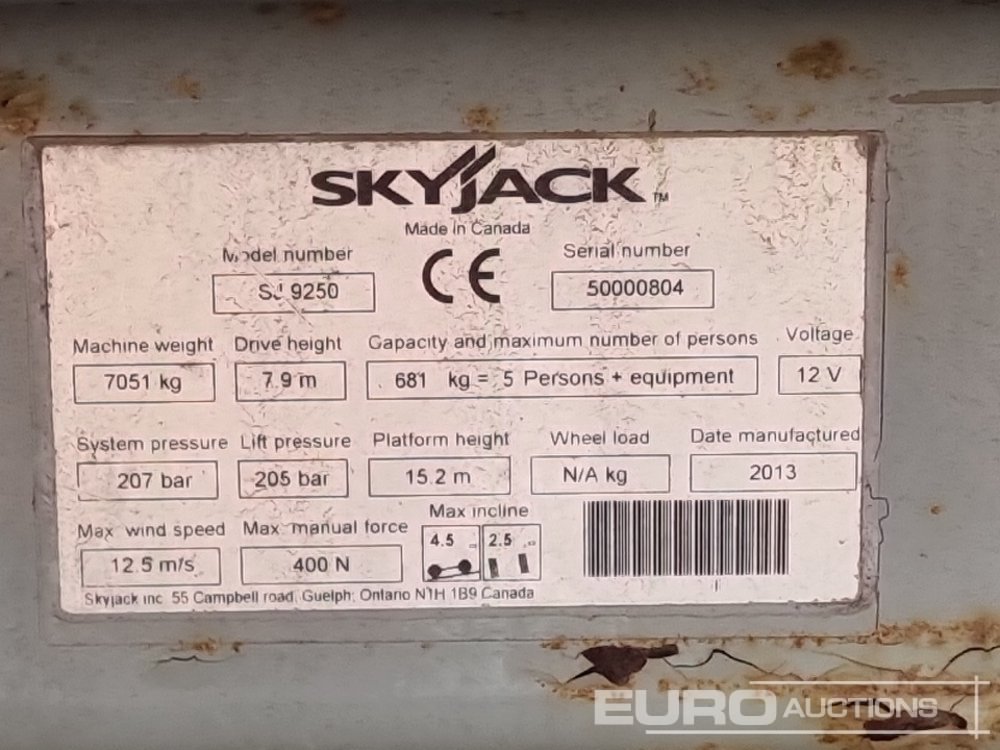 SKYJACK™
Made in Canada
Model number
Serial number
SJ 9250
CE
50000804
Machine weight Drive height Capacity and maximum number of persons Voltage
7051 kg 7.9 m 681 kg = 5 Persons + equipment 12 V
System pressure Lift pressure Platform height Wheel load Date manufactured
207 bar 205 bar 15.2 m N/A kg 2013
Max wind speed Max manual force Max incline
12.5 m/s 400 N 4.5 2.5
Skyjack inc 55 Campbell road, Guelph, Ontario N1H 1B9 Canada
EURO AUCTIONS